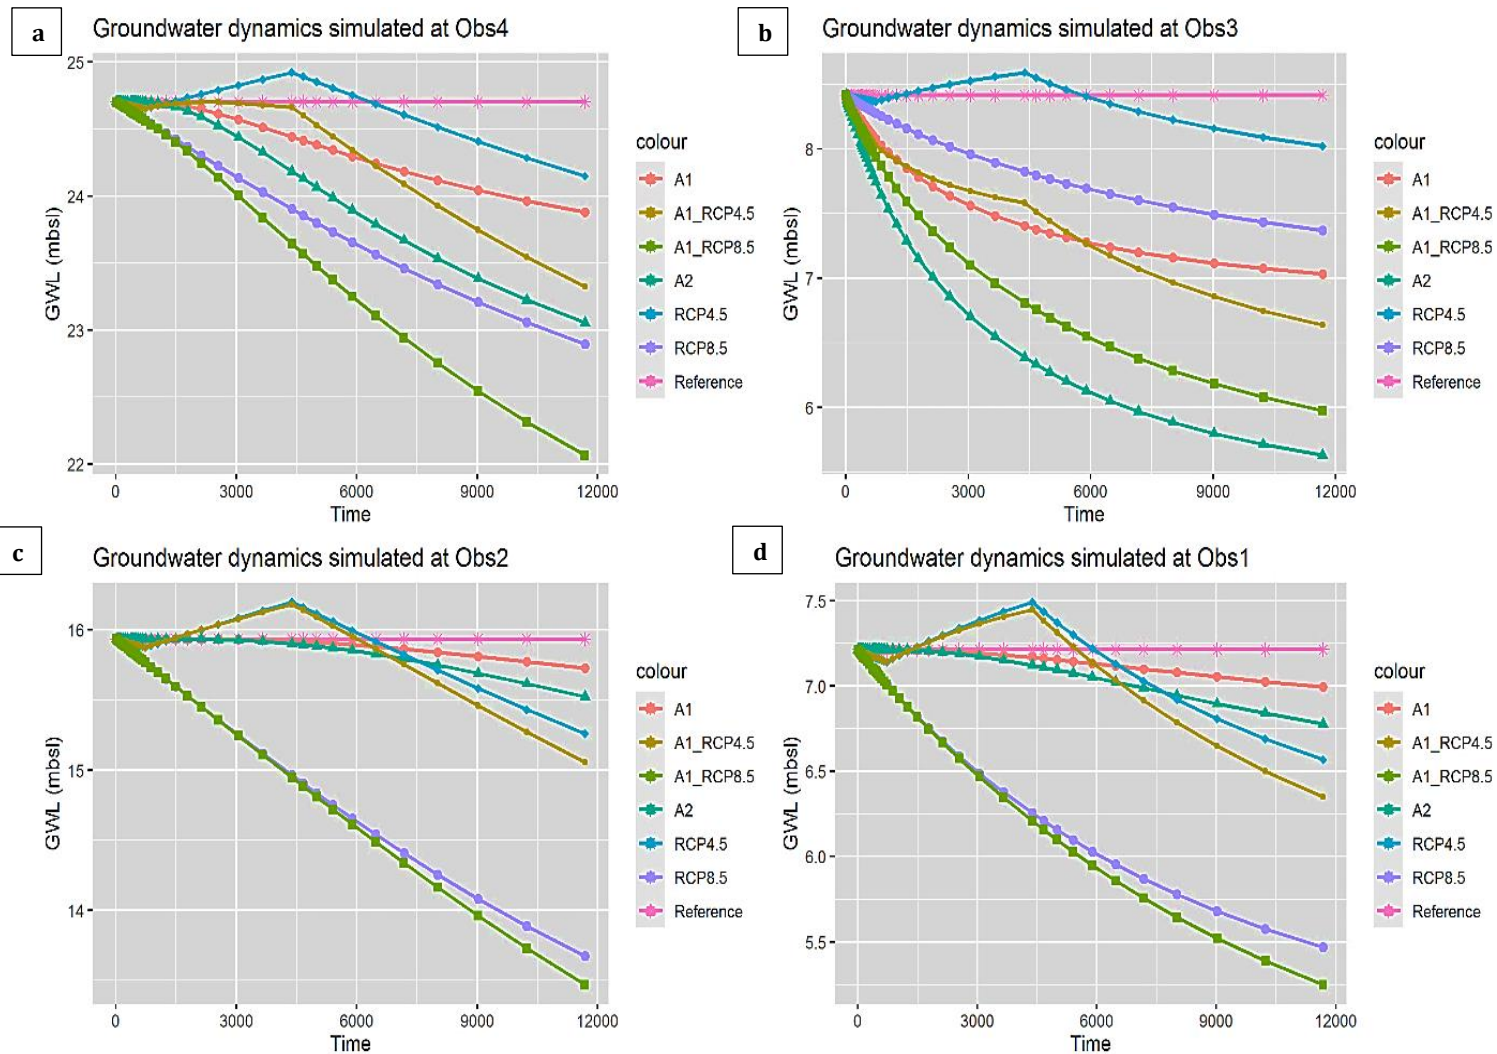 a
Groundwater dynamics simulated at Obs4
GWL (mbsl)
25
24
23
22
0 3000 6000 9000 12000
Time
colour
A1
A1_RCP4.5
A1_RCP8.5
A2
RCP4.5
RCP8.5
Reference
b
Groundwater dynamics simulated at Obs3
GWL (mbsl)
8
7
6
0 3000 6000 9000 12000
Time
colour
A1
A1_RCP4.5
A1_RCP8.5
A2
RCP4.5
RCP8.5
Reference
c
Groundwater dynamics simulated at Obs2
GWL (mbsl)
16
15
14
0 3000 6000 9000 12000
Time
colour
A1
A1_RCP4.5
A1_RCP8.5
A2
RCP4.5
RCP8.5
Reference
d
Groundwater dynamics simulated at Obs1
GWL (mbsl)
7.5
7.0
6.5
6.0
5.5
0 3000 6000 9000 12000
Time
colour
A1
A1_RCP4.5
A1_RCP8.5
A2
RCP4.5
RCP8.5
Reference